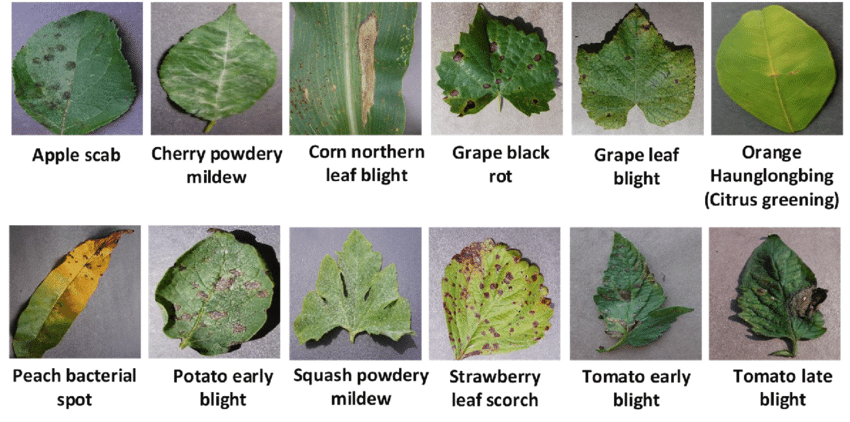 Apple scab
Cherry powdery
mildew
Corn northern
leaf blight
Grape black
rot
Grape leaf
blight
Orange
Haunglongbing
(Citrus greening)
Peach bacterial
spot
Potato early
blight
Squash powdery
mildew
Strawberry
leaf scorch
Tomato early
blight
Tomato late
blight